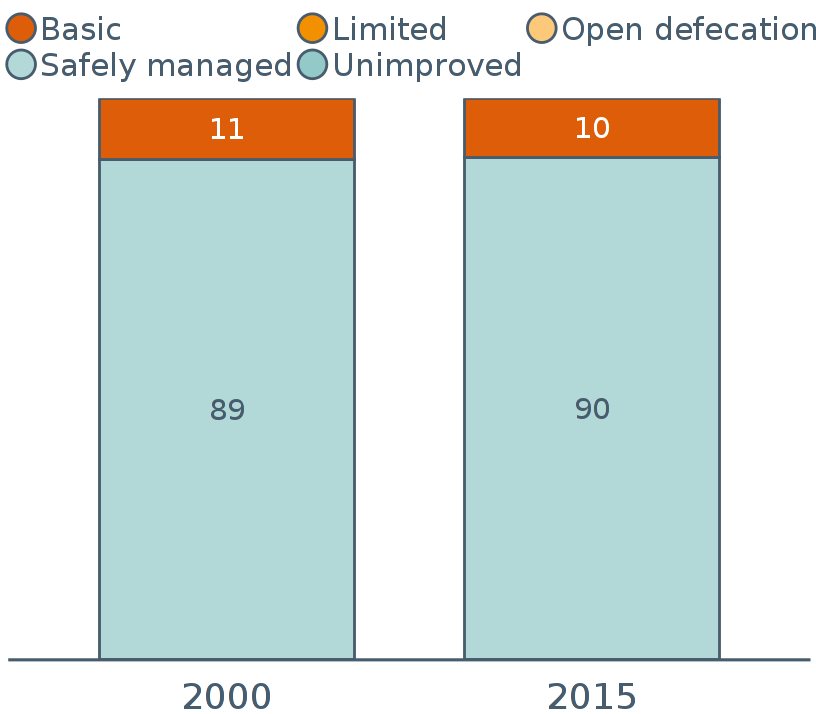 Basic Limited Open defecation
Safely managed Unimproved
11 10
89 90
2000 2015